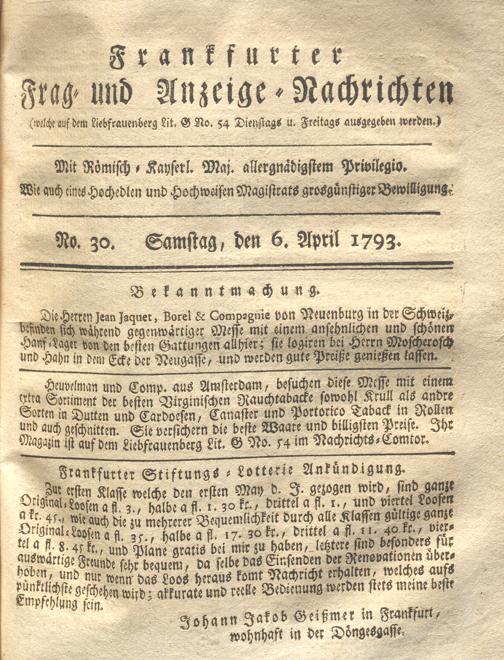 Frankfurter
Frag- und Anzeige-Nachrichten
(welche auf dem Liebfrauenberg Lit. G No. 54 Dienstags u. Freitags ausgegeben werden.)
Mit Römisch-Kayserl. Maj. allergnädigstem Privilegio.
Wie auch eines Hochedlen und Hochweisen Magistrats grosgünstiger Bewilligung.
No. 30. Samstag, den 6. April 1793.
Bekanntmachung.
Die Herren Jean Jaquet, Borel & Compagnie von Neuenburg in der Schweiz,
befinden sich während gegenwärtiger Messe mit einem ansehnlichen und schönen
Hanf-Lager von den besten Gattungen allhier; sie logiren bei Herrn Moscherosch
und Hahn in dem Ecke der Neugasse, und werden gute Preiße genießen lassen.
Heuvelman und Comp. aus Amsterdam, besuchen diese Messe mit einem
extra Sortiment der besten Virginischen Rauchtabacke sowohl Krull als andre
Sorten in Dutten und Cardoesen, Canaster und Portorico Taback in Rollen
und auch geschnitten. Sie versichern die beste Waare und billigsten Preise. Ihr
Magazin ist auf dem Liebfrauenberg Lit. G No. 54 im Nachrichts-Comtor.
Frankfurter Stiftungs-Lotterie Ankündigung.
Zur ersten Klasse welche den ersten May d. J. gezogen wird, sind ganze
Original-Loosen a fl. 3., halbe a fl. 1. 30 kr., drittel a fl. 1., und viertel Loosen
a kr. 45., wie auch die zu mehrerer Bequemlichkeit durch alle Klassen gültige ganze
Original-Loosen a fl. 35., halbe a fl. 17. 30 kr., drittel a fl. 11. 40 kr., vier-
tel a fl. 8. 45 kr., und Plane gratis bei mir zu haben, letztere sind besonders für
auswärtige Freunde sehr bequem, da selbe das Einsenden der Renovationen über-
hoben, und nur wenn das Loos heraus komt Nachricht erhalten, welches aufs
pünktlichste geschehen wird; akkurate und reelle Bedienung werden stets meine beste
Empfehlung sein.
Johann Jakob Geißmer in Frankfurt,
wohnhaft in der Döngesgasse.